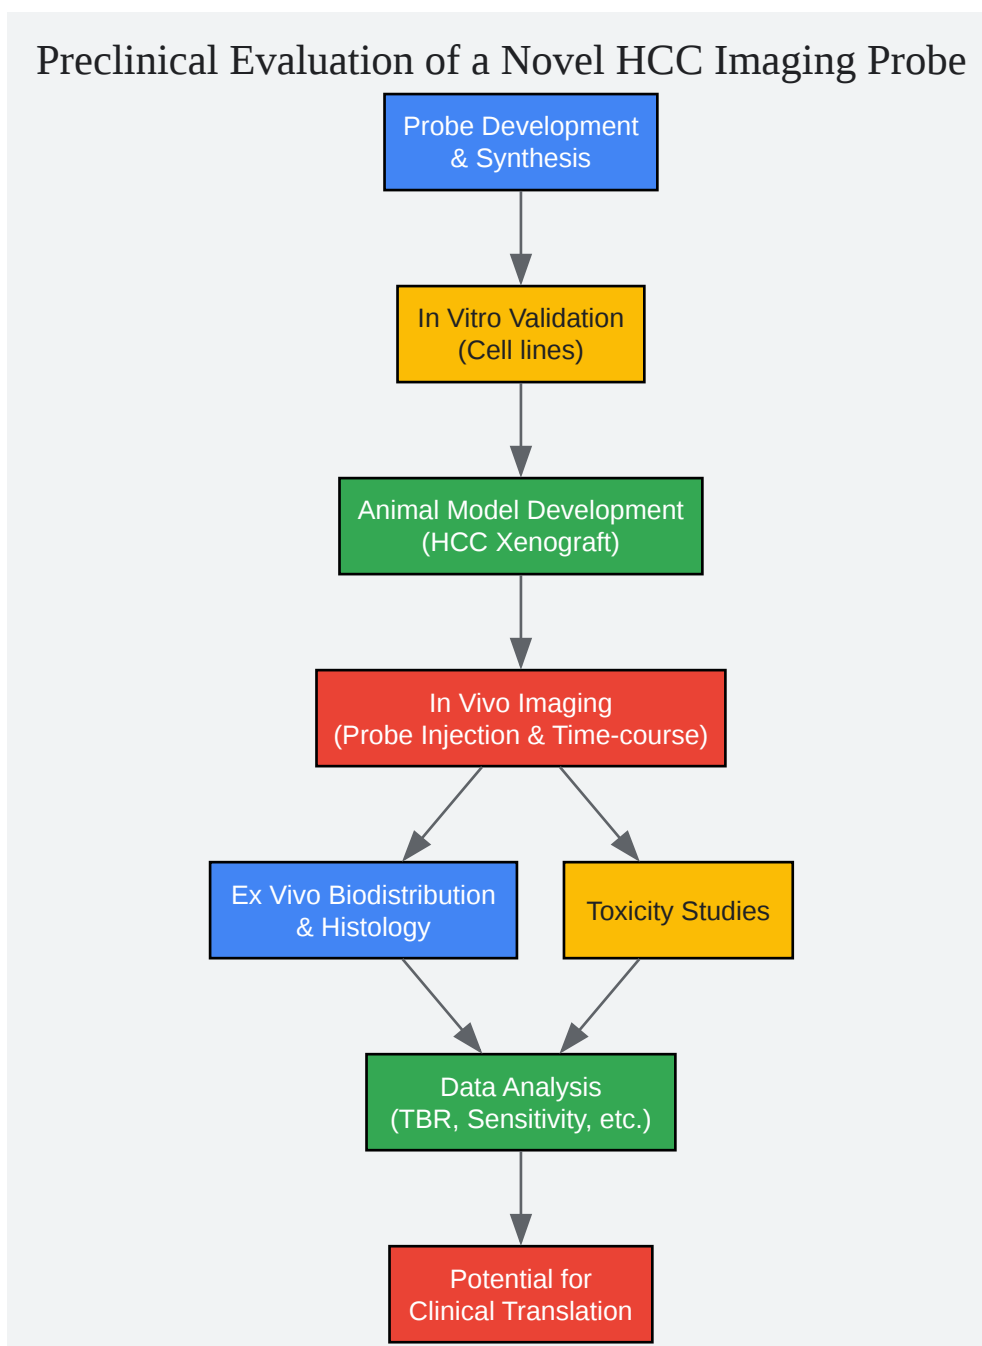 Preclinical Evaluation of a Novel HCC Imaging Probe
Probe Development
& Synthesis
In Vitro Validation
(Cell lines)
Animal Model Development
(HCC Xenograft)
In Vivo Imaging
(Probe Injection & Time-course)
Ex Vivo Biodistribution
& Histology
Toxicity Studies
Data Analysis
(TBR, Sensitivity, etc.)
Potential for
Clinical Translation